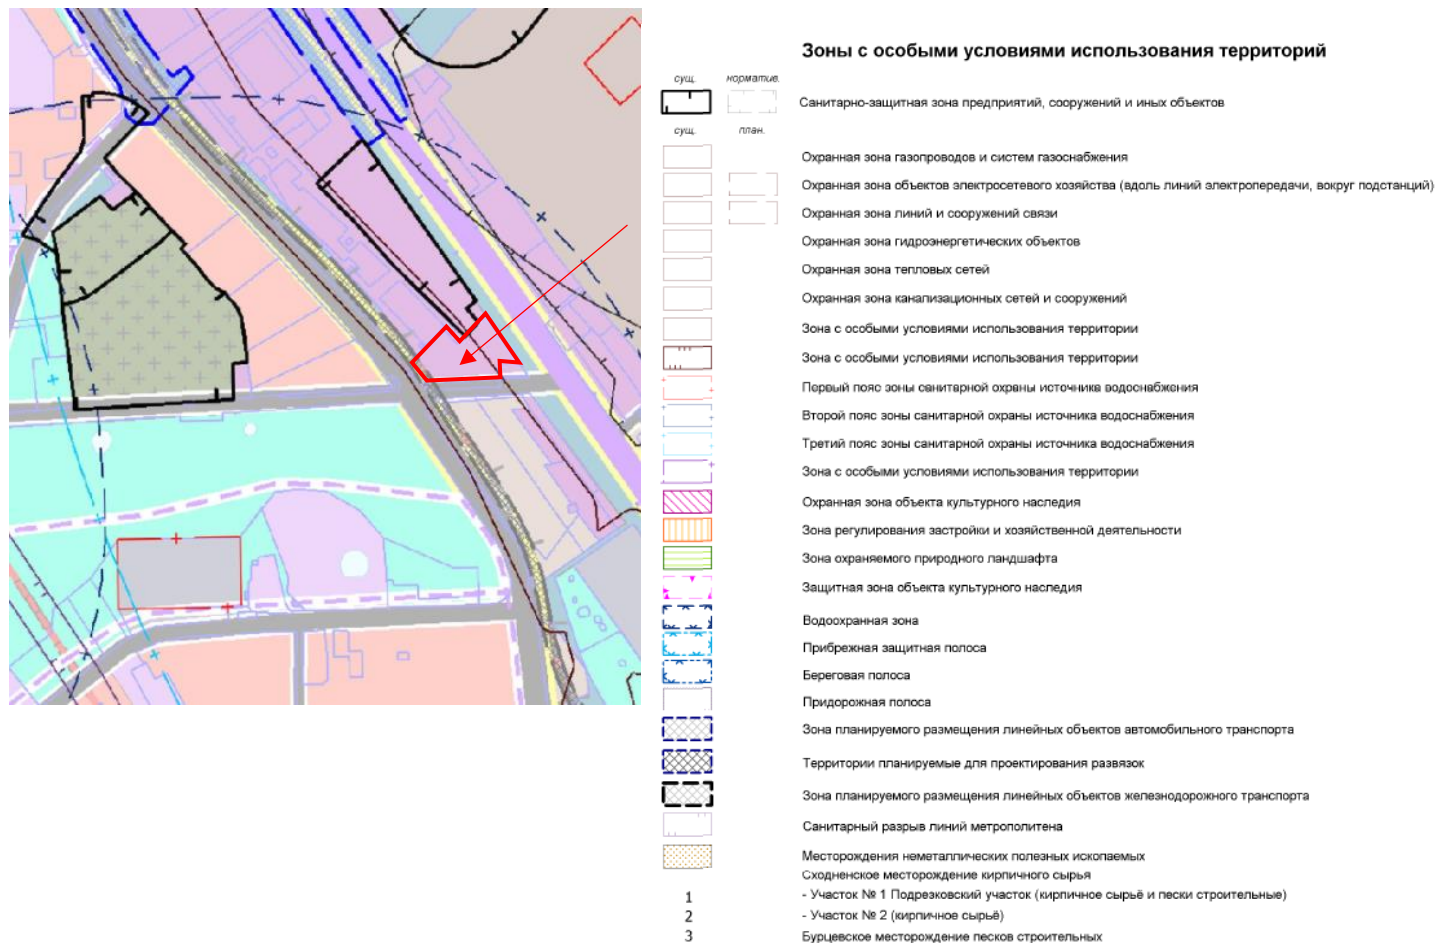 Зоны с особыми условиями использования территорий
сущ. норматив.
Санитарно-защитная зона предприятий, сооружений и иных объектов
сущ. план.
Охранная зона газопроводов и систем газоснабжения
Охранная зона объектов электросетевого хозяйства (вдоль линий электропередачи, вокруг подстанций)
Охранная зона линий и сооружений связи
Охранная зона гидроэнергетических объектов
Охранная зона тепловых сетей
Охранная зона канализационных сетей и сооружений
Зона с особыми условиями использования территории
Зона с особыми условиями использования территории
Первый пояс зоны санитарной охраны источника водоснабжения
Второй пояс зоны санитарной охраны источника водоснабжения
Третий пояс зоны санитарной охраны источника водоснабжения
Зона с особыми условиями использования территории
Охранная зона объекта культурного наследия
Зона регулирования застройки и хозяйственной деятельности
Зона охраняемого природного ландшафта
Защитная зона объекта культурного наследия
Водоохранная зона
Прибрежная защитная полоса
Береговая полоса
Придорожная полоса
Зона планируемого размещения линейных объектов автомобильного транспорта
Территории планируемые для проектирования развязок
Зона планируемого размещения линейных объектов железнодорожного транспорта
Санитарный разрыв линий метрополитена
Месторождения неметаллических полезных ископаемых
Сходненское месторождение кирпичного сырья
1 - Участок № 1 Подрезковский участок (кирпичное сырьё и пески строительные)
2 - Участок № 2 (кирпичное сырьё)
3 Бурцевское месторождение песков строительных